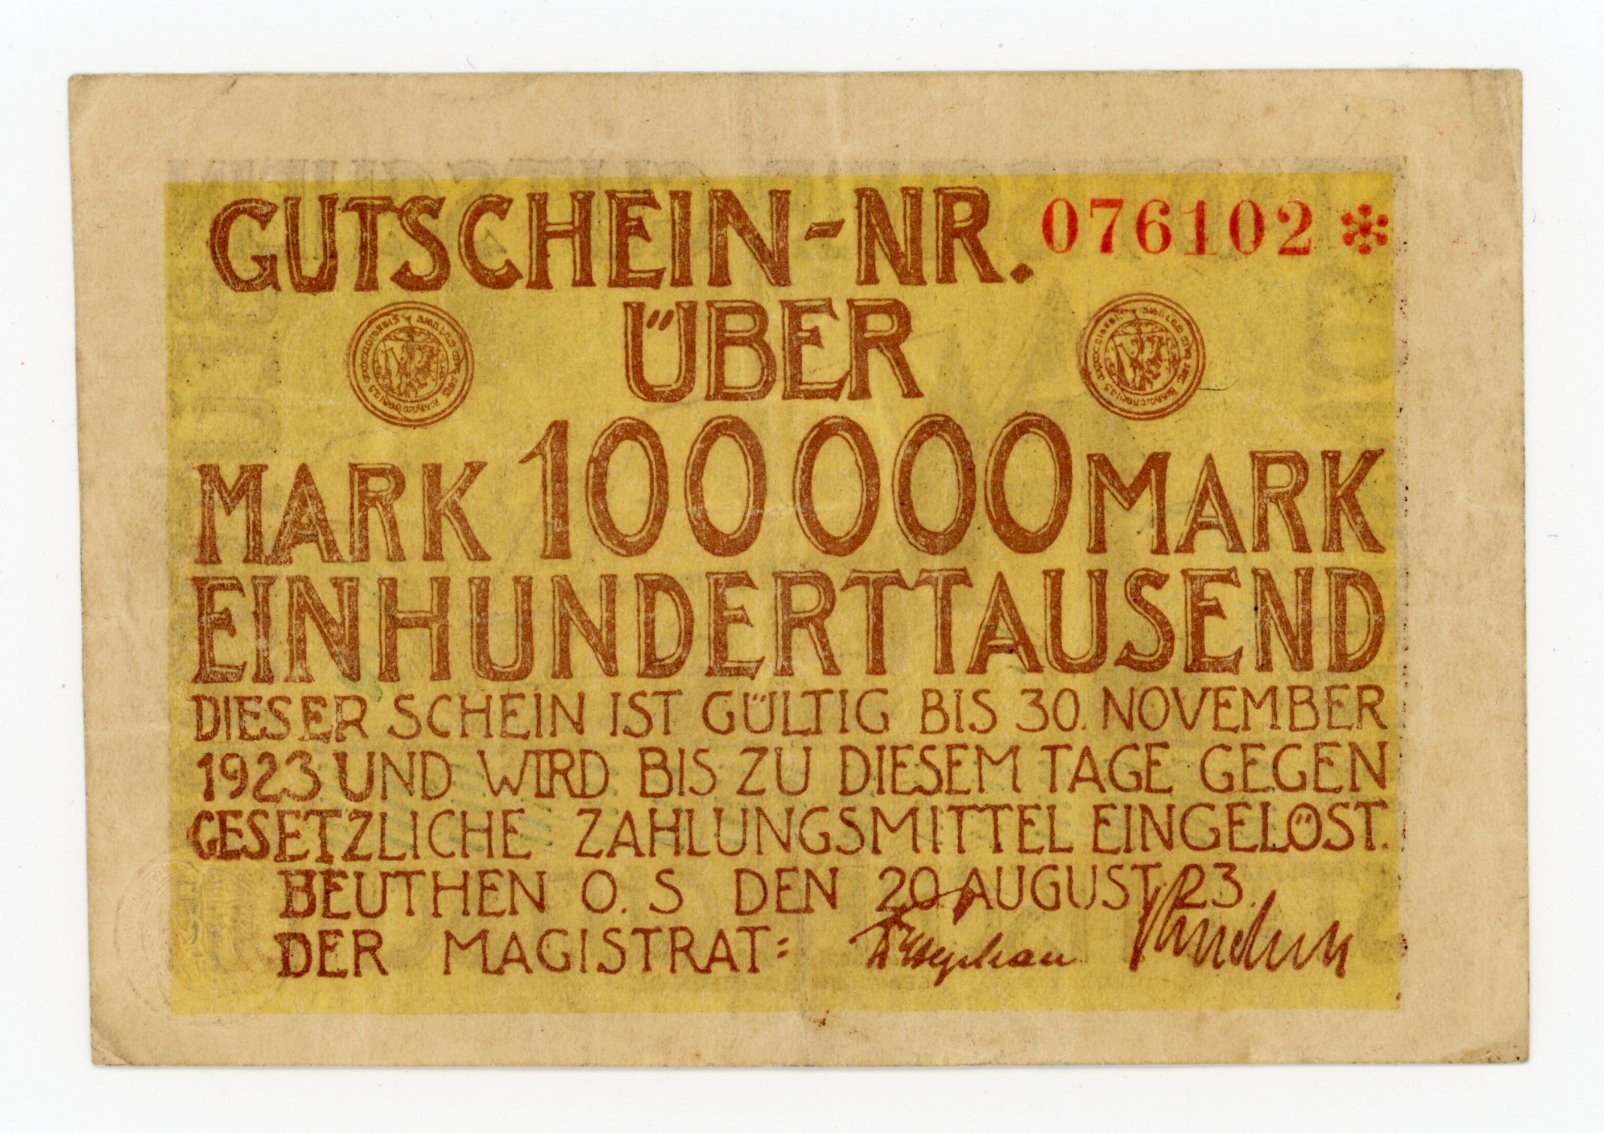 GUTSCHEIN-NR. 076102 *
ÜBER
MARK 100000 MARK
EINHUNDERTTAUSEND
DIESER SCHEIN IST GÜLTIG BIS 30. NOVEMBER
1923 UND WIRD BIS ZU DIESEM TAGE GEGEN
GESETZLICHE ZAHLUNGSMITTEL EINGELÖST.
BEUTHEN O. S DEN 20. AUGUST 23.
DER MAGISTRAT: